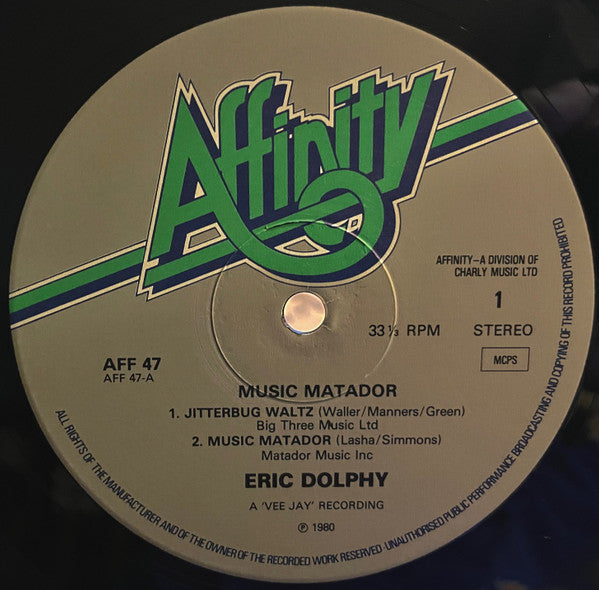 Affinity
AFFINITY-A DIVISION OF
CHARLY MUSIC LTD
1
33⅓ RPM STEREO
MCPS
AFF 47
AFF 47-A
MUSIC MATADOR
1. JITTERBUG WALTZ (Waller/Manners/Green)
Big Three Music Ltd
2. MUSIC MATADOR (Lasha/Simmons)
Matador Music Inc
ERIC DOLPHY
A 'VEE JAY' RECORDING
℗ 1980
ALL RIGHTS OF THE MANUFACTURER AND OF THE OWNER OF THE RECORDED WORK RESERVED·UNAUTHORISED PUBLIC PERFORMANCE BROADCASTING AND COPYING OF THIS RECORD PROHIBITED